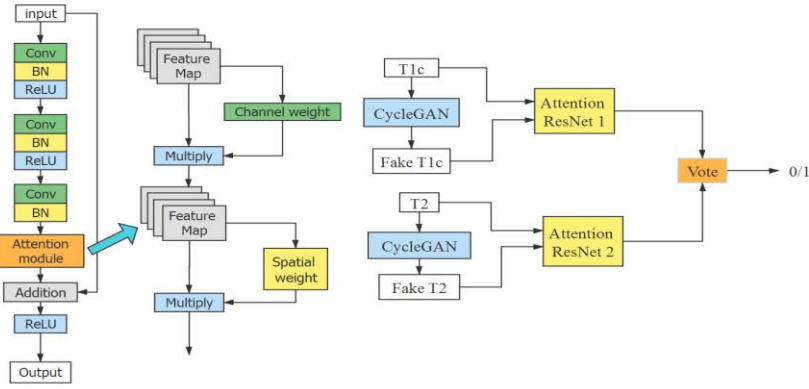 input
Conv
BN
ReLU
Conv
BN
ReLU
Conv
BN
Attention
module
Addition
ReLU
Output
Feature
Map
Channel weight
Multiply
Feature
Map
Spatial
weight
Multiply
T1c
CycleGAN
Fake T1c
Attention
ResNet 1
T2
CycleGAN
Fake T2
Attention
ResNet 2
Vote
0/1